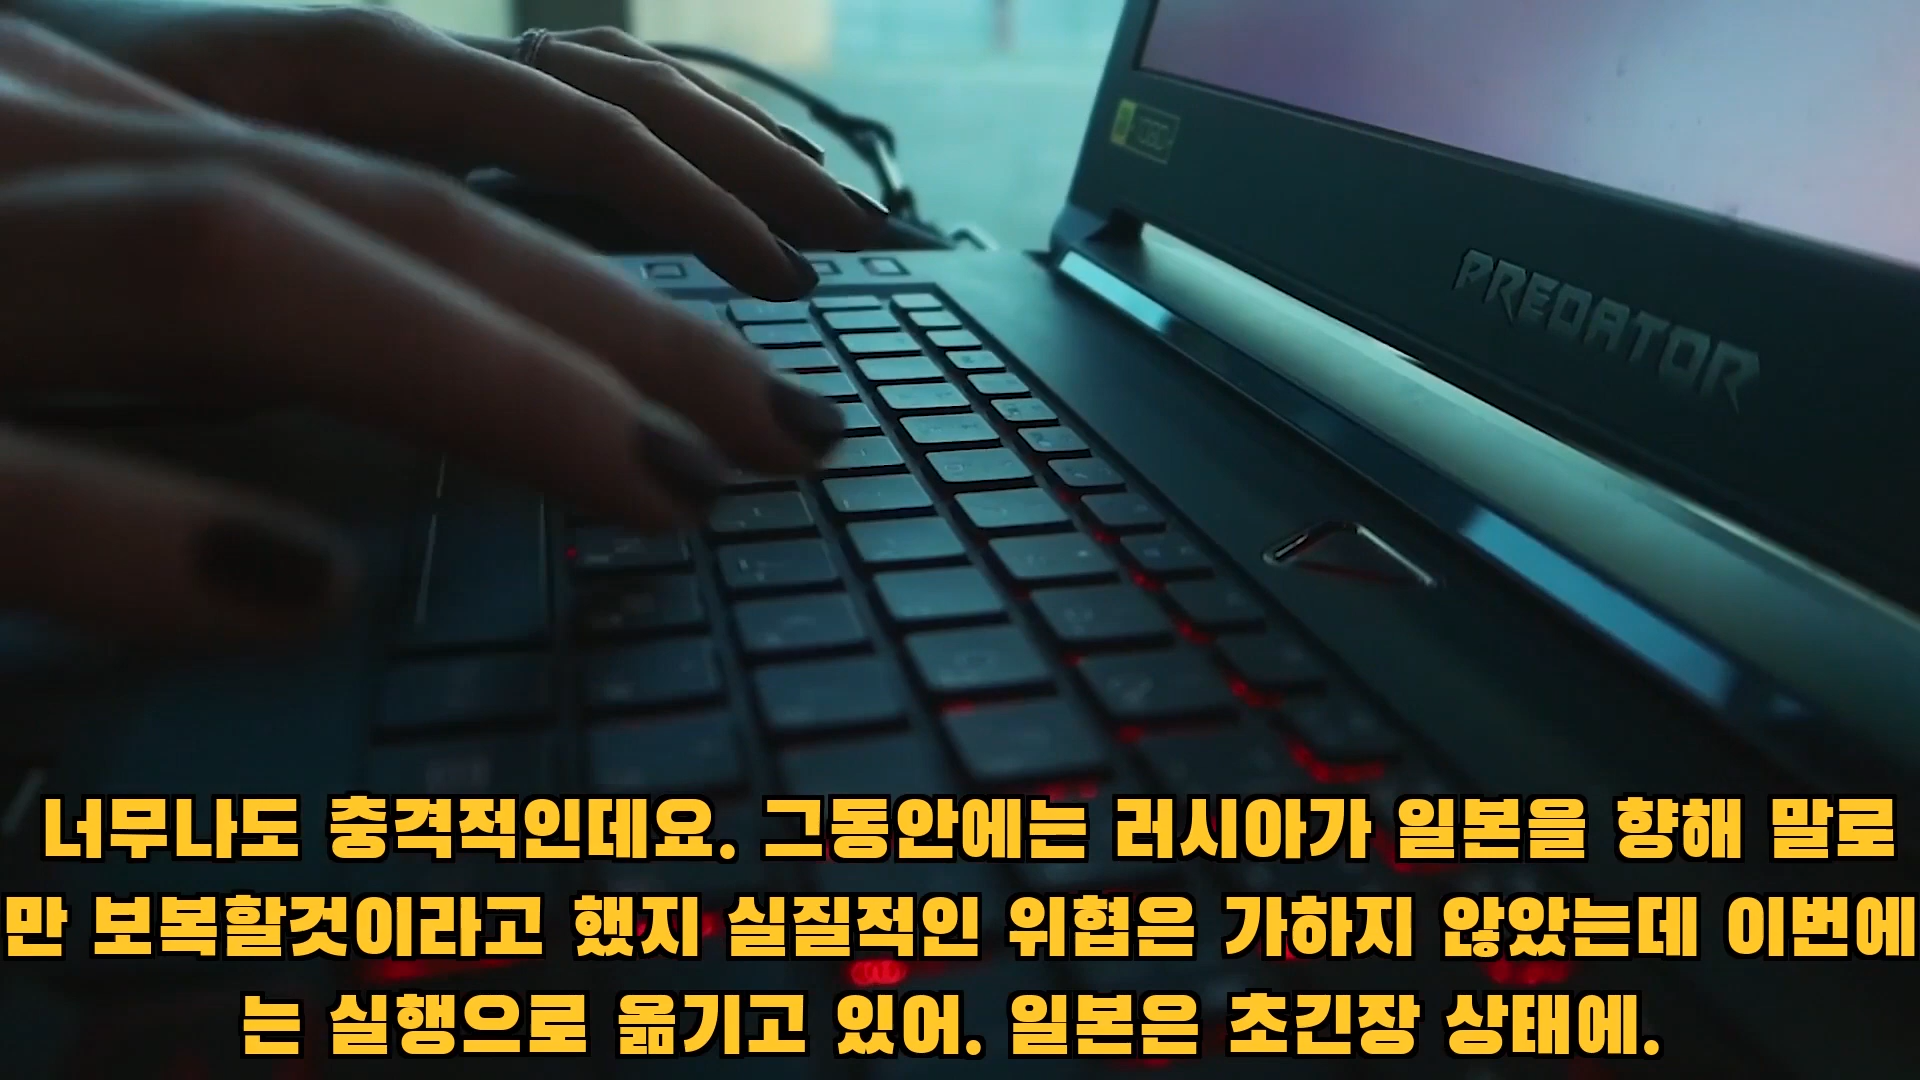 PREDATOR
너무나도 충격적인데요. 그동안에는 러시아가 일본을 향해 말로
만 보복할것이라고 했지 실질적인 위협은 가하지 않았는데 이번에
는 실행으로 옮기고 있어. 일본은 초긴장 상태에.